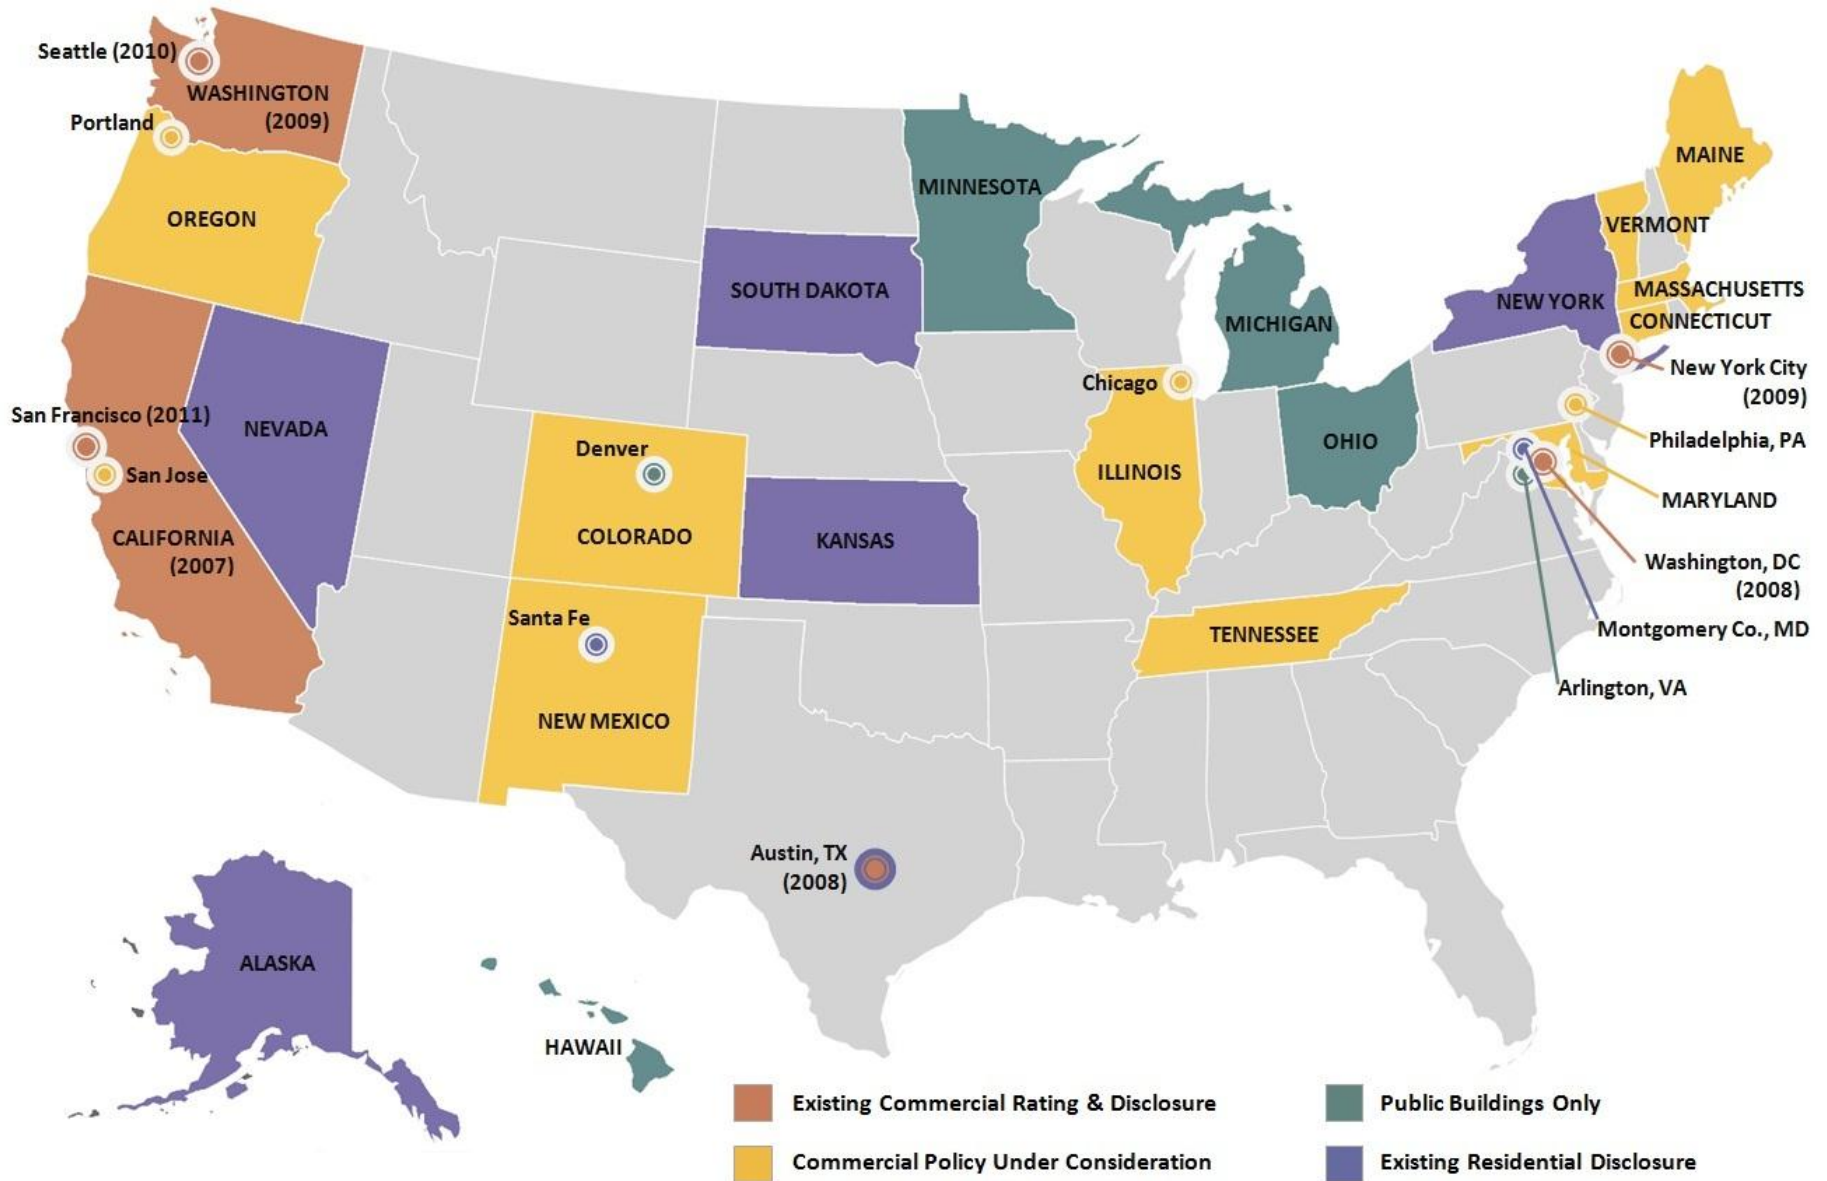 Seattle (2010)
WASHINGTON
(2009)
Portland
OREGON
MINNESOTA
MAINE
VERMONT
SOUTH DAKOTA
MICHIGAN
NEW YORK
MASSACHUSETTS
CONNECTICUT
New York City
(2009)
Chicago
San Francisco (2011)
NEVADA
San Jose
Denver
COLORADO
KANSAS
ILLINOIS
OHIO
Philadelphia, PA
MARYLAND
CALIFORNIA
(2007)
Washington, DC
(2008)
Santa Fe
TENNESSEE
Montgomery Co., MD
Arlington, VA
NEW MEXICO
Austin, TX
(2008)
ALASKA
HAWAII
Existing Commercial Rating & Disclosure
Public Buildings Only
Commercial Policy Under Consideration
Existing Residential Disclosure